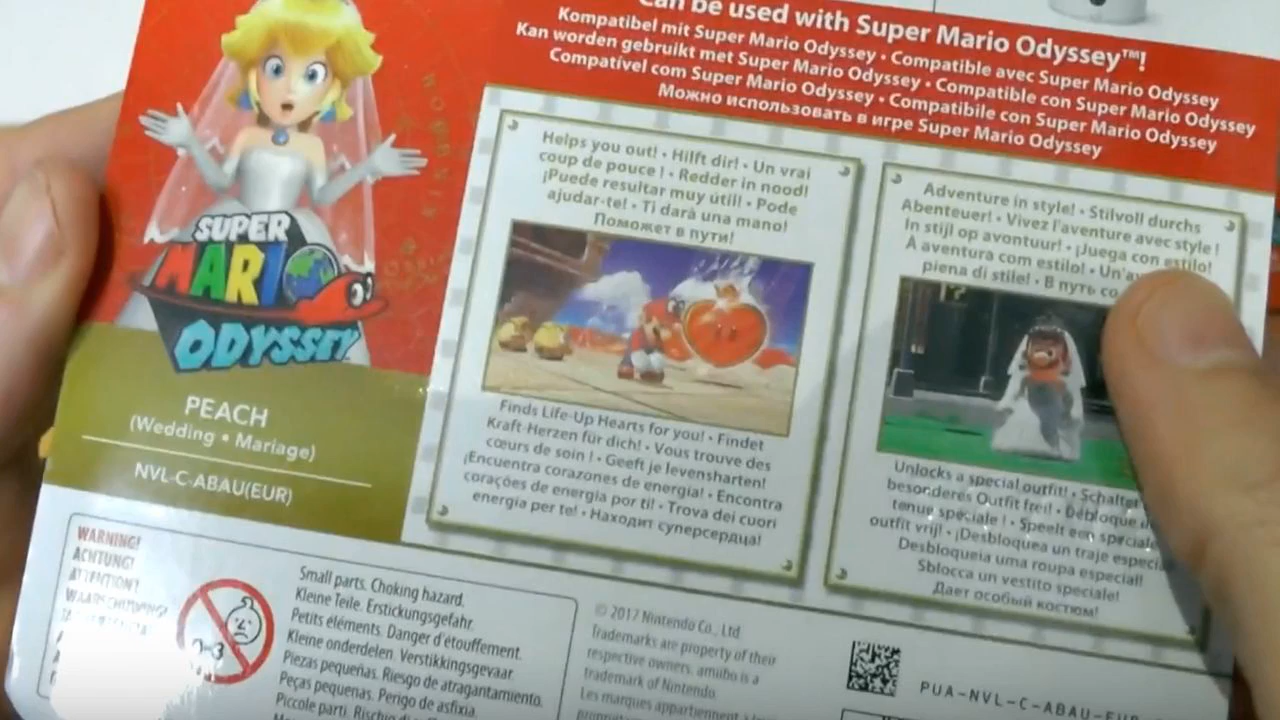 Can be used with Super Mario Odyssey™!
Kompatibel mit Super Mario Odyssey • Compatible avec Super Mario Odyssey
Kan worden gebruikt met Super Mario Odyssey • Compatible con Super Mario Odyssey
Compatível com Super Mario Odyssey • Compatibile con Super Mario Odyssey
Можно использовать в игре Super Mario Odyssey
SUPER
MARIO
ODYSSEY
PEACH
(Wedding • Mariage)
NVL-C-ABAU(EUR)
Helps you out! • Hilft dir! • Un vrai
coup de pouce ! • Redder in nood!
¡Puede resultar muy útil! • Pode
ajudar-te! • Ti darà una mano!
Поможет в пути!
Finds Life-Up Hearts for you! • Findet
Kraft-Herzen für dich! • Vous trouve des
cœurs de soin ! • Geeft je levensharten!
¡Encuentra corazones de energía! • Encontra
corações de energia por ti! • Trova dei cuori
energia per te! • Находит суперсердца!
Adventure in style! • Stilvoll durchs
Abenteuer! • Vivez l'aventure avec style !
In stijl op avontuur! • ¡Juega con estilo!
À aventura com estilo! •
piena di stile! • В путь со
Unlocks a special outfit! •
besonderes Outfit frei! • Débloque
tenue spéciale ! • Speelt een
outfit vrij! • ¡Desbloquea un traje
Desbloqueia uma roupa especial!
Sblocca un vestito speciale!
Дает особый костюм!
WARNING!
ACHTUNG!
ATTENTION!
WAARSCHUWING!
0-3
Small parts. Choking hazard.
Kleine Teile. Erstickungsgefahr.
Petits éléments. Danger d'étouffement.
Kleine onderdelen. Verstikkingsgevaar.
Piezas pequeñas. Riesgo de atragantamiento.
Peças pequenas. Perigo de asfixia.
Piccole parti. Rischio di
© 2017 Nintendo Co., Ltd
Trademarks are property of their
respective owners. amiibo is a
trademark of Nintendo.
Les marques appartiennent à
PUA-NVL-C-ABAU-EUR